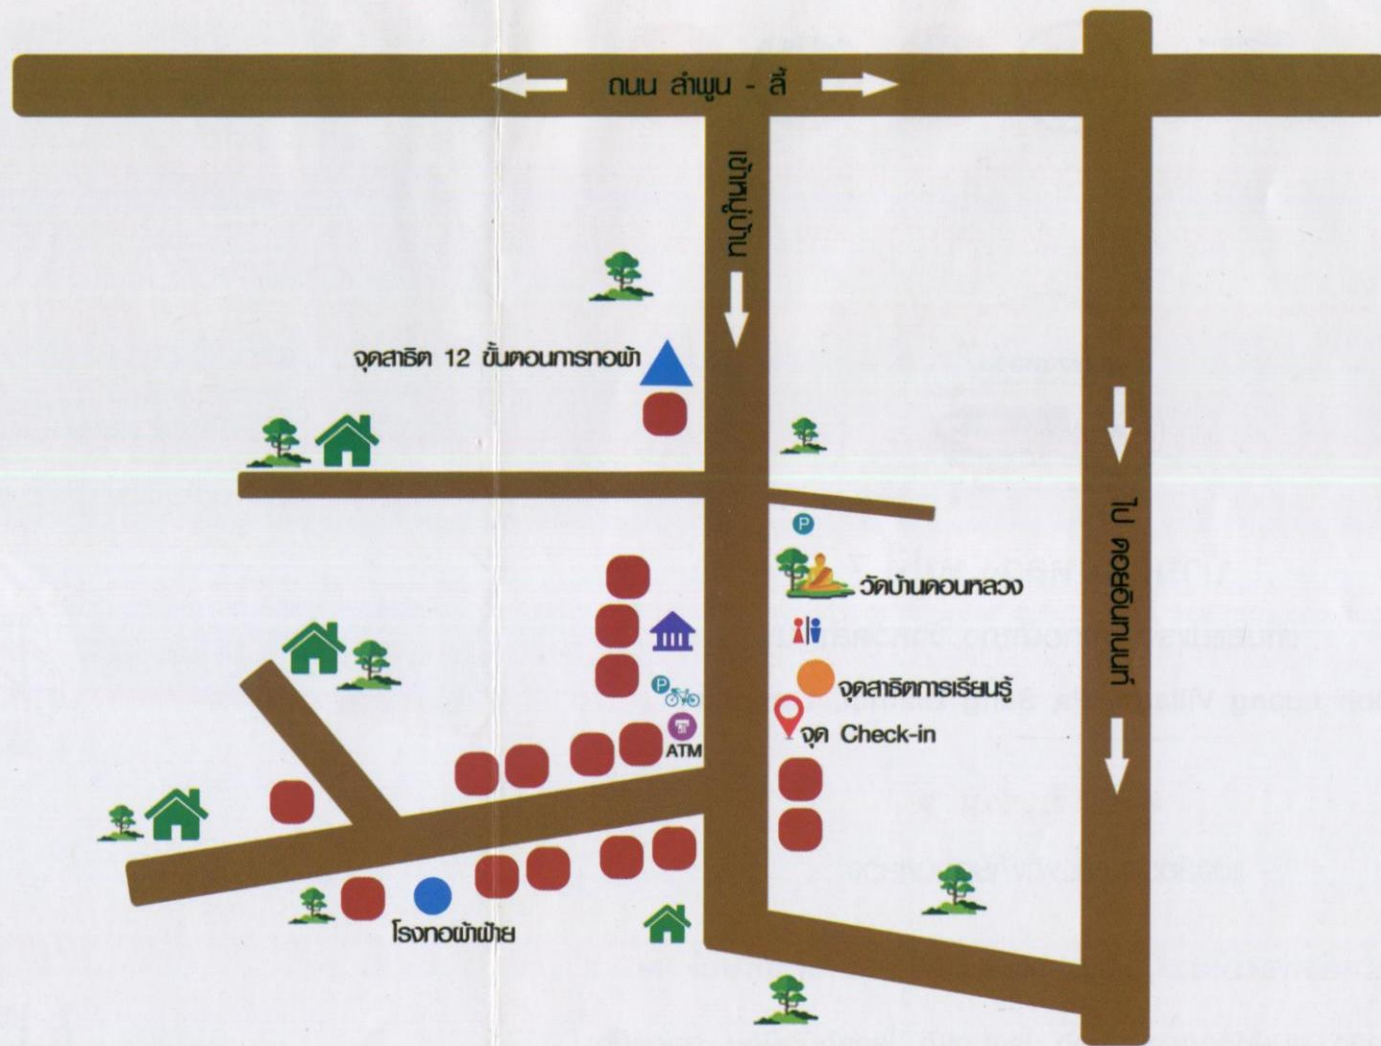 ถนน ลำพูน - ลี้
เข้าหมู่บ้าน
จุดสาธิต 12 ขั้นตอนการทอผ้า
P
วัดบ้านดอนหลวง
ไป ดอยอินทนนท์
จุดสาธิตการเรียนรู้
P
จุด Check-in
ATM
โรงทอผ้าฝ้าย